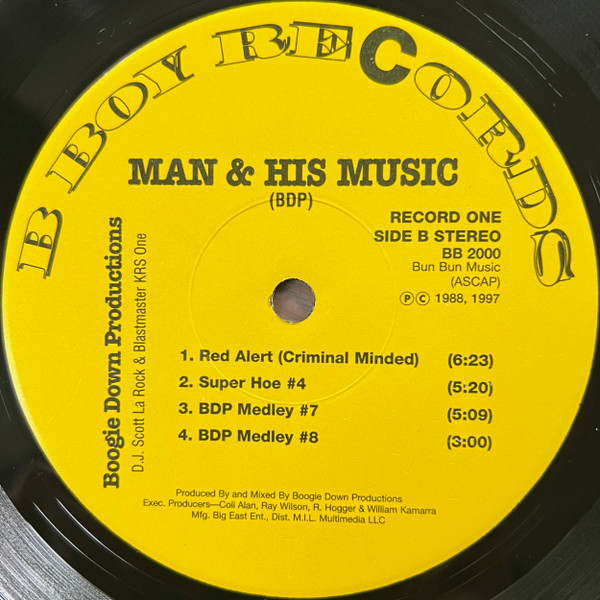 B BOY RECORDS
MAN & HIS MUSIC
(BDP)
RECORD ONE
SIDE B STEREO
BB 2000
Bun Bun Music
(ASCAP)
Ⓟ © 1988, 1997
Boogie Down Productions
D.J. Scott La Rock & Blastmaster KRS One
1. Red Alert (Criminal Minded) (6:23)
2. Super Hoe #4 (5:20)
3. BDP Medley #7 (5:09)
4. BDP Medley #8 (3:00)
Produced By and Mixed By Boogie Down Productions
Exec. Producers—Coli Alan, Ray Wilson, R. Hogger & William Kamarra
Mfg. Big East Ent., Dist. M.I.L. Multimedia LLC